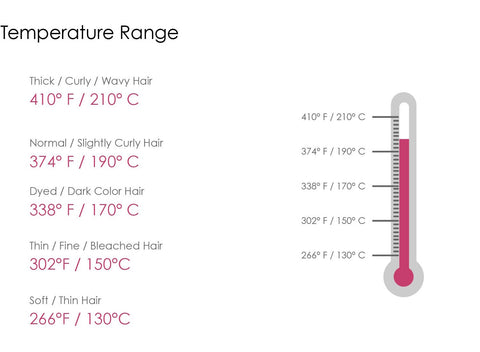 Temperature Range
Thick / Curly / Wavy Hair
410° F / 210° C
Normal / Slightly Curly Hair
374° F / 190° C
Dyed / Dark Color Hair
338° F / 170° C
Thin / Fine / Bleached Hair
302°F / 150°C
Soft / Thin Hair
266°F / 130°C
410°F / 210° C
374° F / 190° C
338° F / 170° C
302°F / 150°C
266°F / 130°C